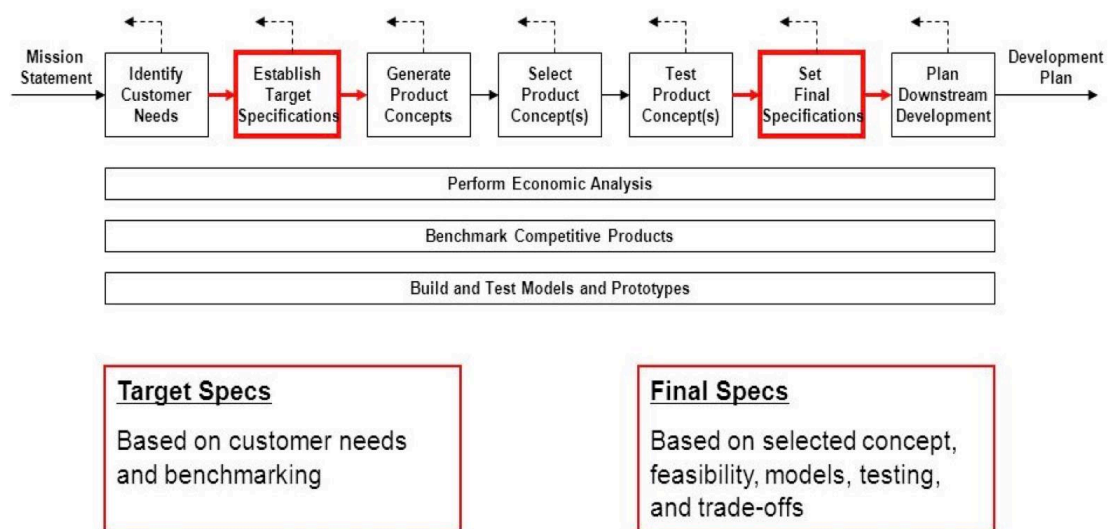 Mission
Statement
Identify
Customer
Needs
Establish
Target
Specifications
Generate
Product
Concepts
Select
Product
Concept(s)
Test
Product
Concept(s)
Set
Final
Specifications
Plan
Downstream
Development
Development
Plan
Perform Economic Analysis
Benchmark Competitive Products
Build and Test Models and Prototypes
Target Specs
Based on customer needs
and benchmarking
Final Specs
Based on selected concept,
feasibility, models, testing,
and trade-offs